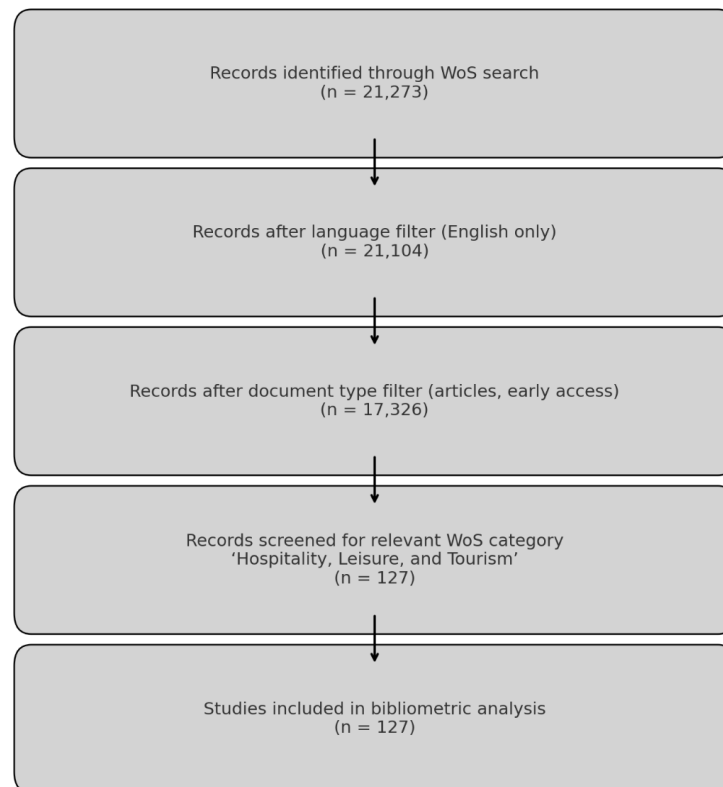 Records identified through WoS search
(n = 21,273)
Records after language filter (English only)
(n = 21,104)
Records after document type filter (articles, early access)
(n = 17,326)
Records screened for relevant WoS category
‘Hospitality, Leisure, and Tourism’
(n = 127)
Studies included in bibliometric analysis
(n = 127)